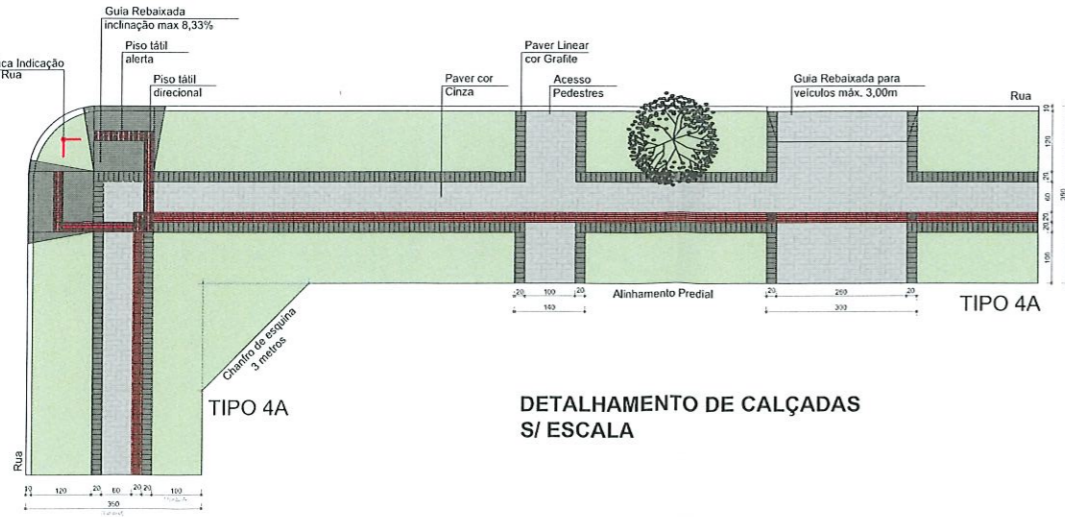 Guia Rebaixada
inclinação max 8,33%
Piso tátil
alerta
Indicação
Rua
Piso tátil
direcional
Paver cor
Cinza
Paver Linear
cor Grafite
Acesso
Pedestres
Guia Rebaixada para
veículos máx. 3,00m
Rua
10
120
20
60
20
20
100
350
20
100
20
140
Alinhamento Predial
20
260
20
300
TIPO 4A
Chanfro de esquina
3 metros
TIPO 4A
DETALHAMENTO DE CALÇADAS
S/ ESCALA
Rua
10
120
20
60
20
20
100
350